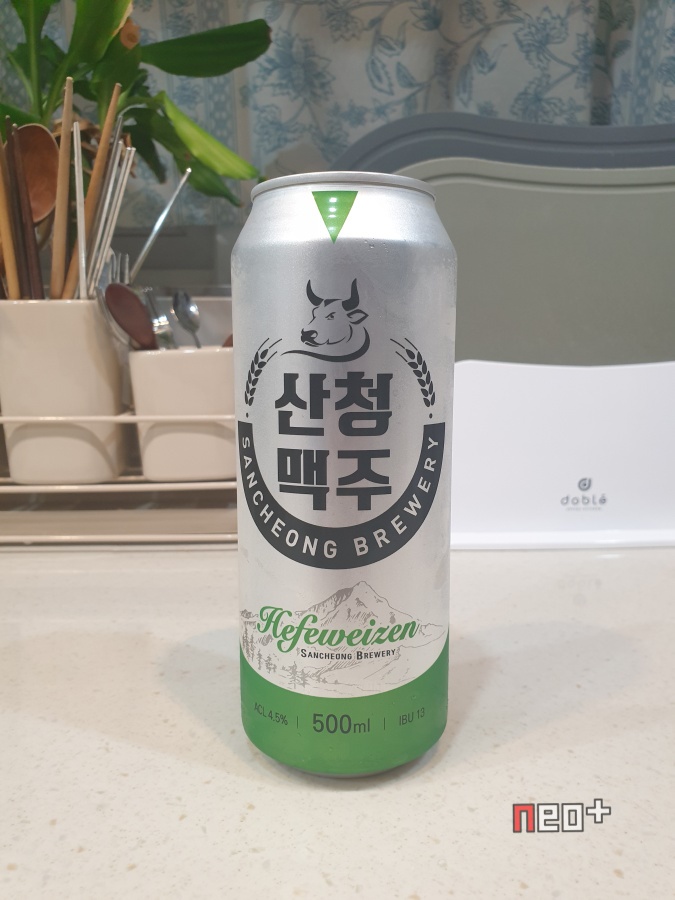 산청
맥주
SANCHEONG BREWERY
Hefeweizen
SANCHEONG BREWERY
ACL 4.5% | 500ml | IBU 13
doblé
neo+